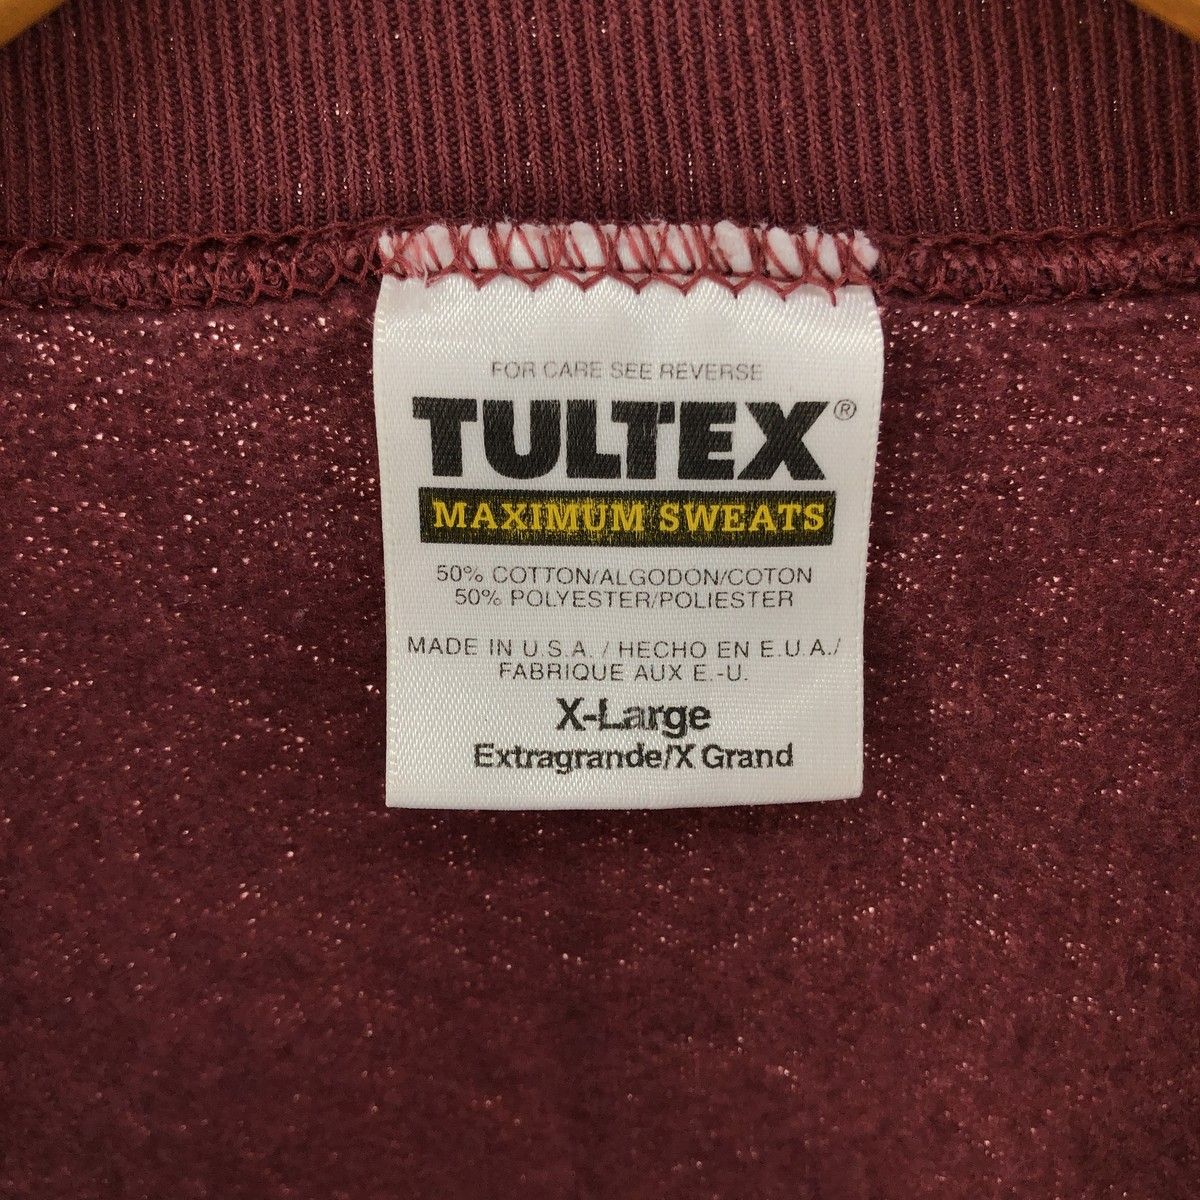 FOR CARE SEE REVERSE
TULTEX®
MAXIMUM SWEATS
50% COTTON/ALGODON/COTON
50% POLYESTER/POLIESTER
MADE IN U.S.A. / HECHO EN E.U.A./
FABRIQUE AUX E.-U.
X-Large
Extragrande/X Grand